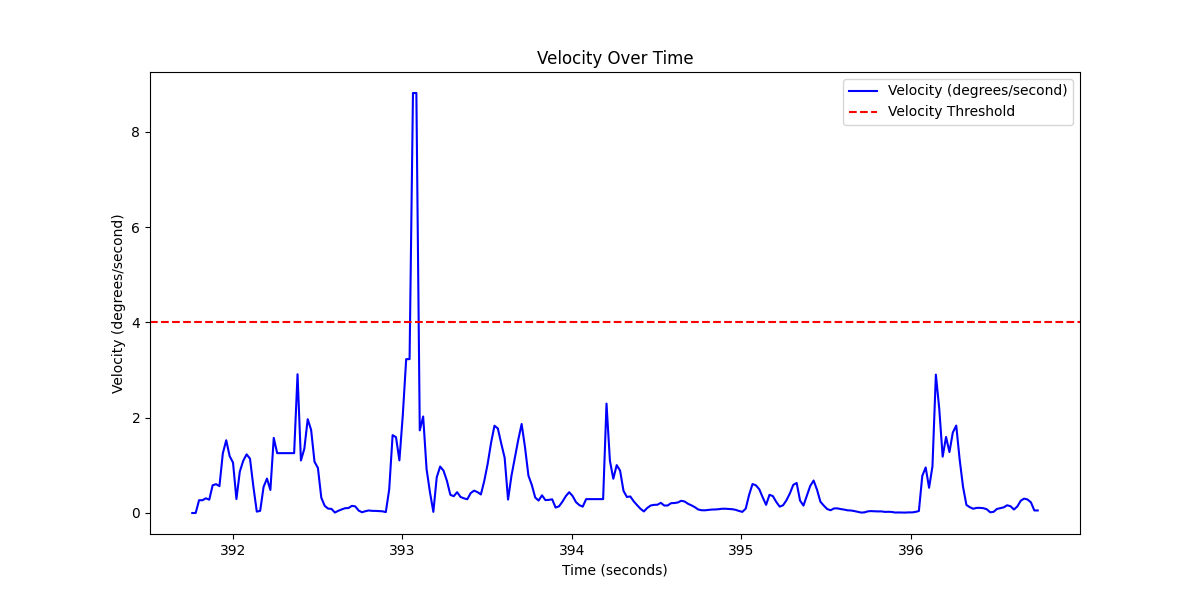 Velocity Over Time
Velocity (degrees/second)
Velocity Threshold
Velocity (degrees/second)
8
6
4
2
0
392 393 394 395 396
Time (seconds)